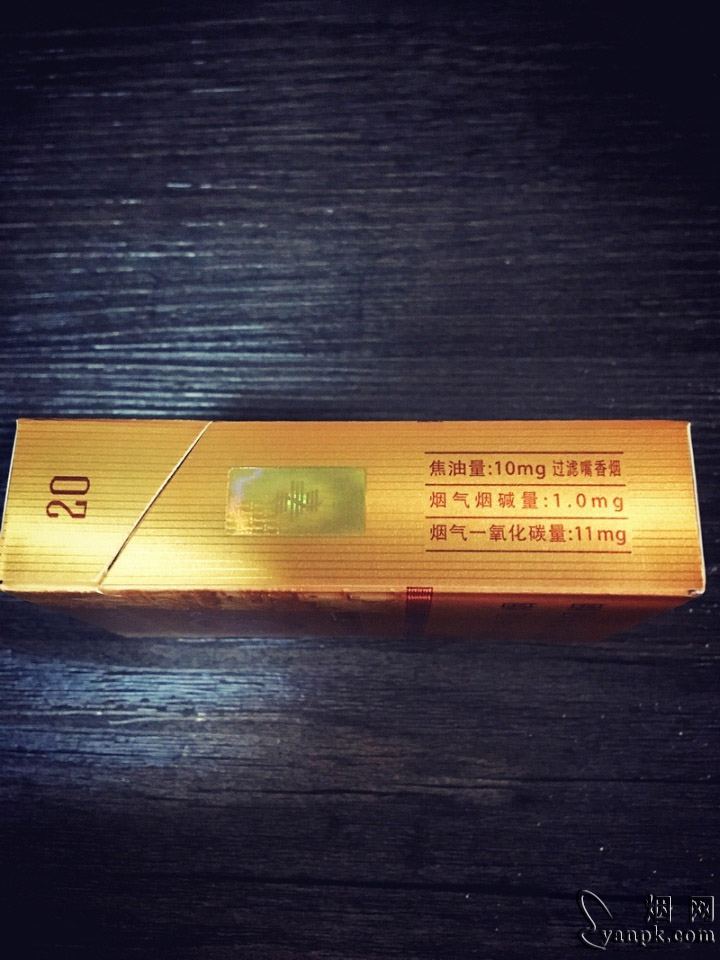 20
焦油量:10mg 过滤嘴香烟
烟气烟碱量:1.0mg
烟气一氧化碳量:11mg
烟网
yanpk.com